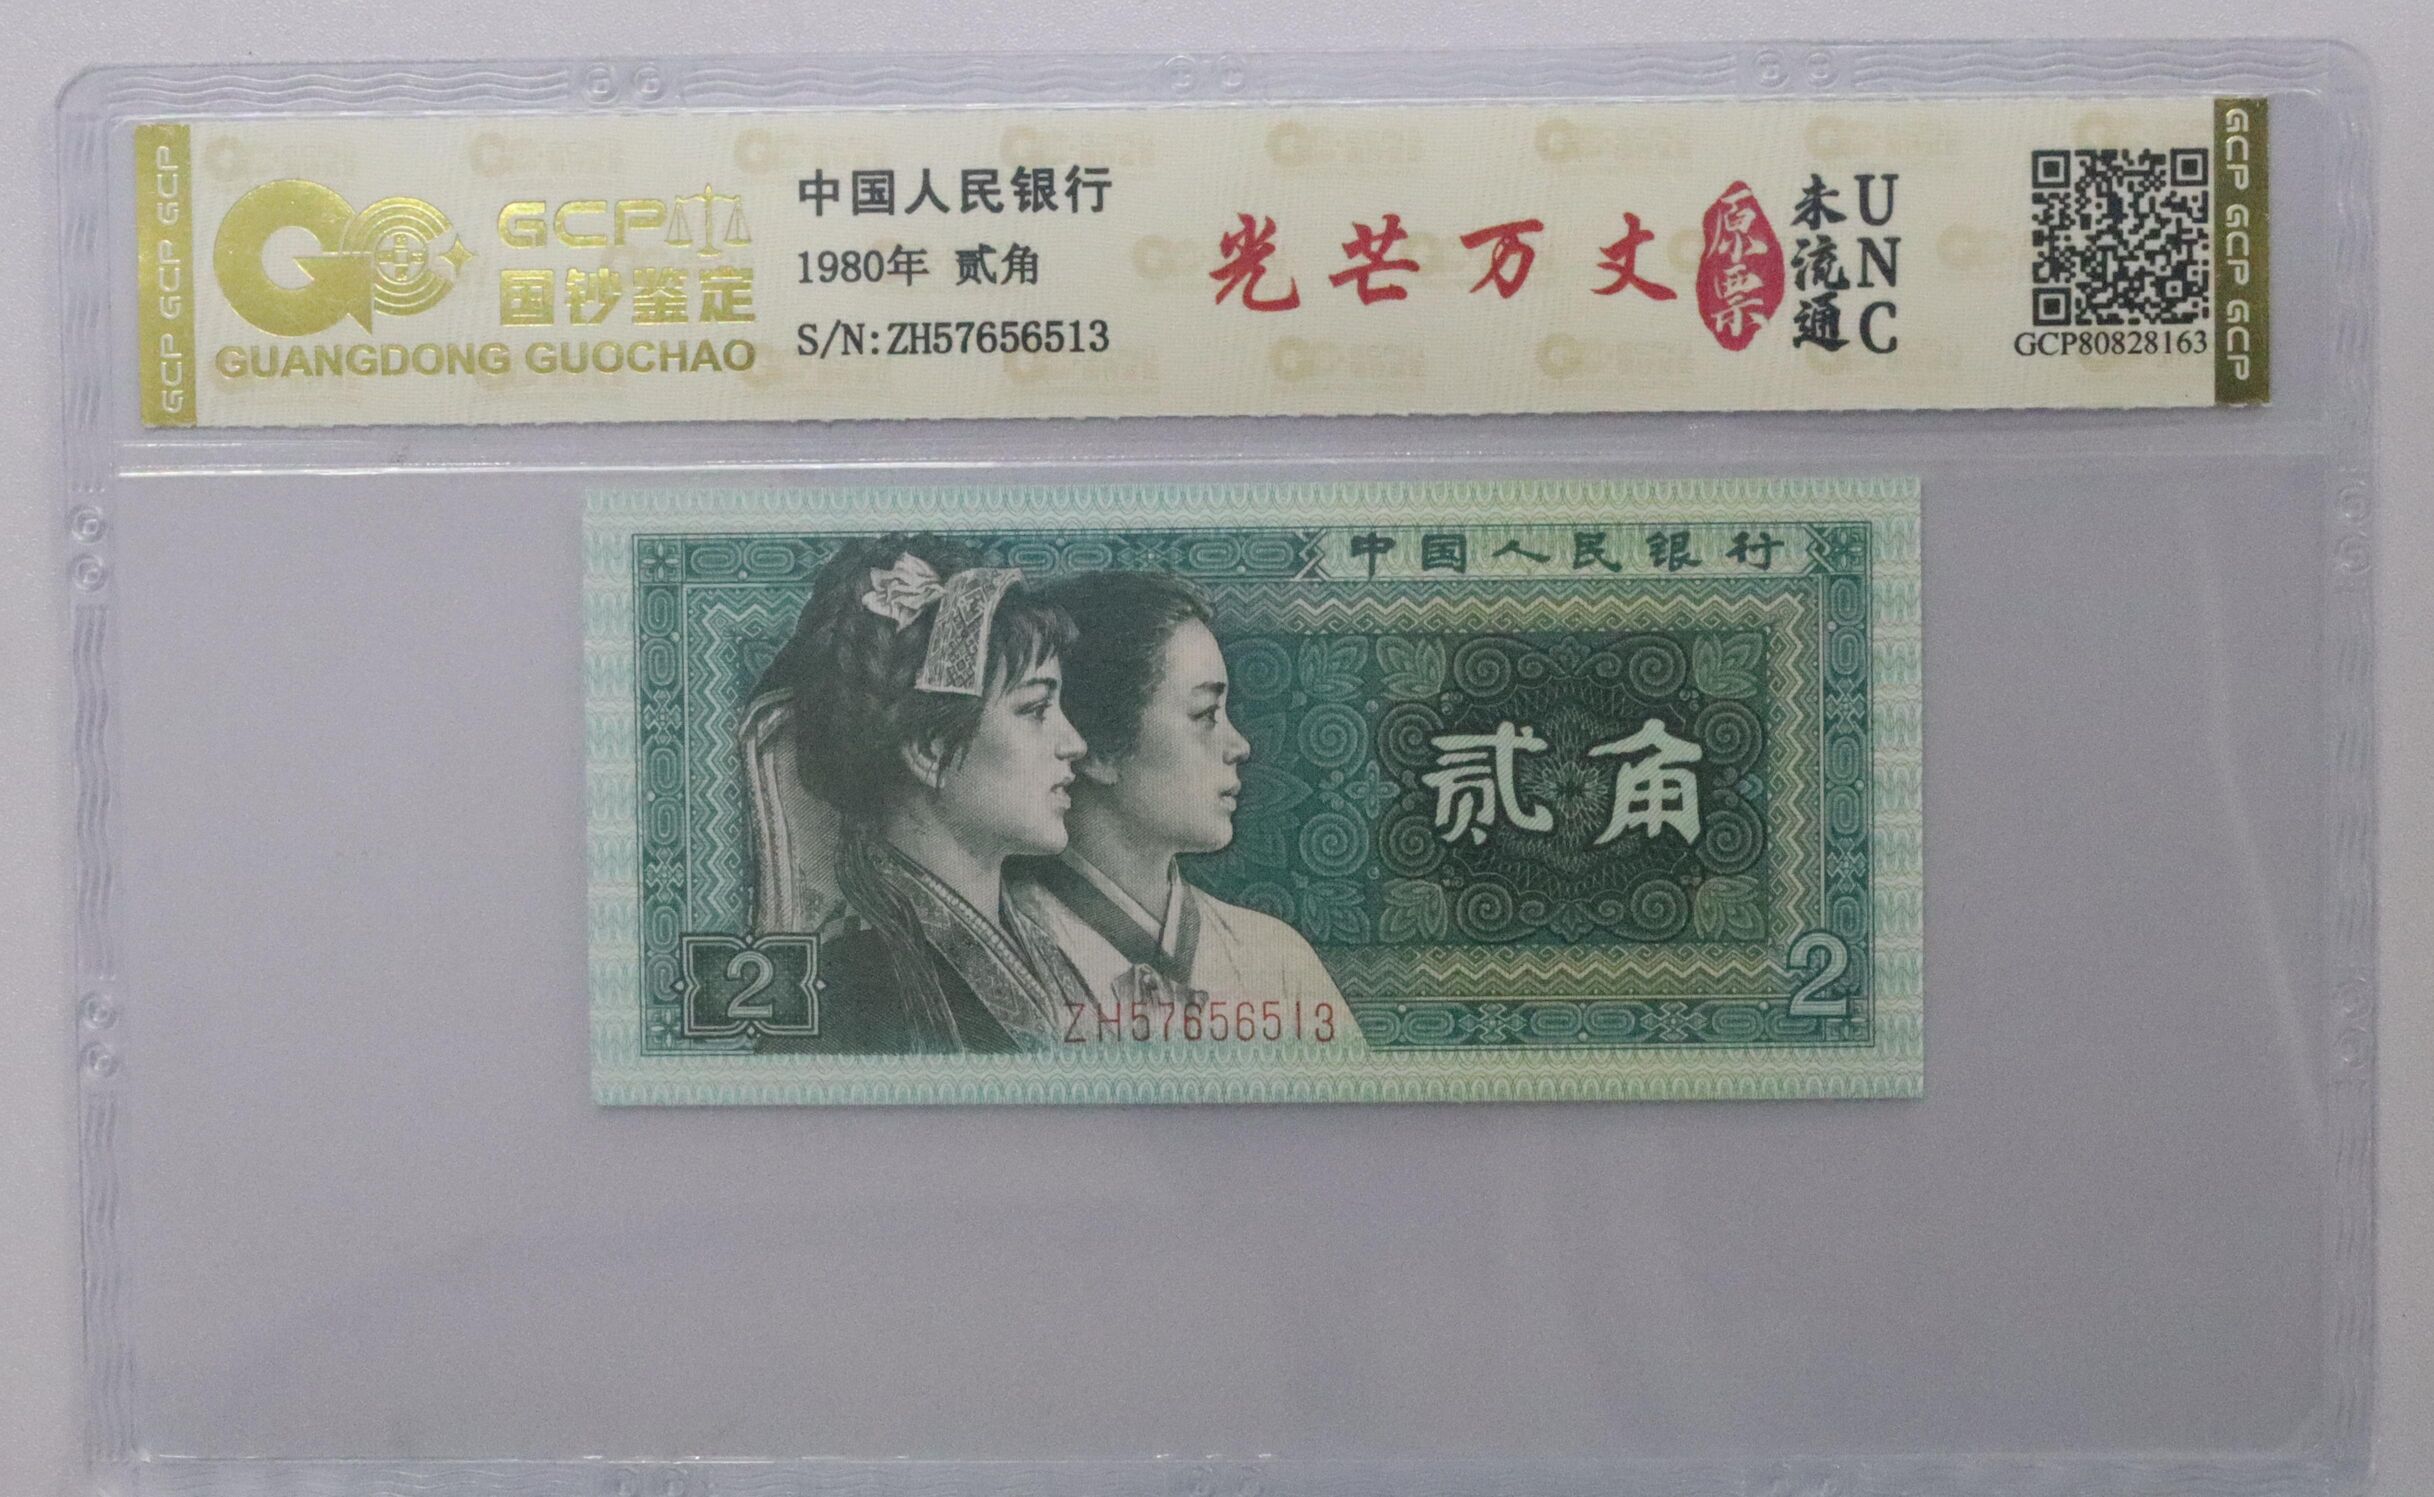 GCP GCP GCP
GCP
国钞鉴定
GUANGDONG GUOCHAO
中国人民银行
1980年 贰角
S/N:ZH57656513
光芒万丈
原票
未流通
UNC
GCP80828163
GCP GCP GCP
中国人民银行
贰角
2
2
ZH57656513